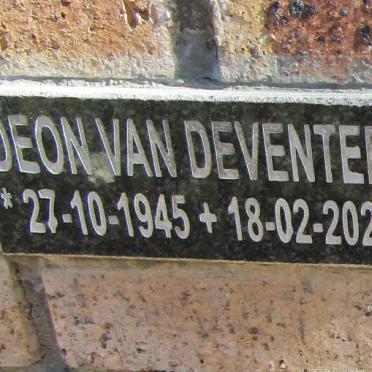 DEON VAN DEVENTER
* 27-10-1945 + 18-02-202